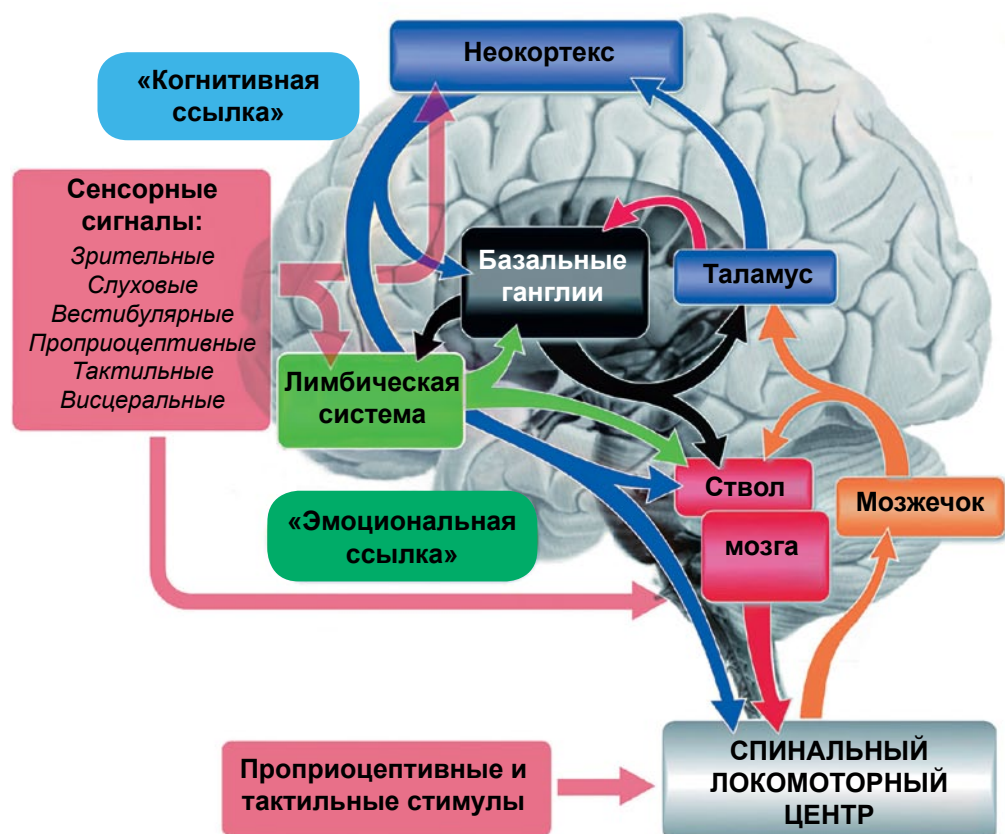 Неокортекс
«Когнитивная
ссылка»
Сенсорные
сигналы:
Зрительные
Слуховые
Вестибулярные
Проприоцептивные
Тактильные
Висцеральные
Базальные
ганглии
Таламус
Лимбическая
система
Ствол
мозга
Мозжечок
«Эмоциональная
ссылка»
Проприоцептивные и
тактильные стимулы
СПИНАЛЬНЫЙ
ЛОКОМОТОРНЫЙ
ЦЕНТР